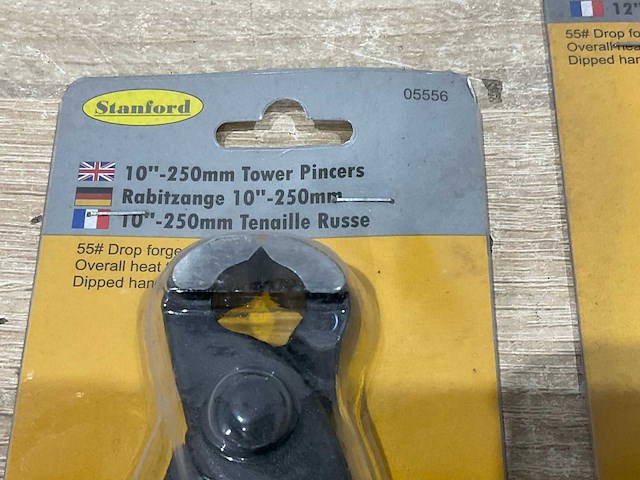 Stanford
05556
10"-250mm Tower Pincers
Rabitzange 10"-250mm
10"-250mm Tenaille Russe
55# Drop forge
Overall heat
Dipped han
12"
55# Drop fo
Overall hea
Dipped han